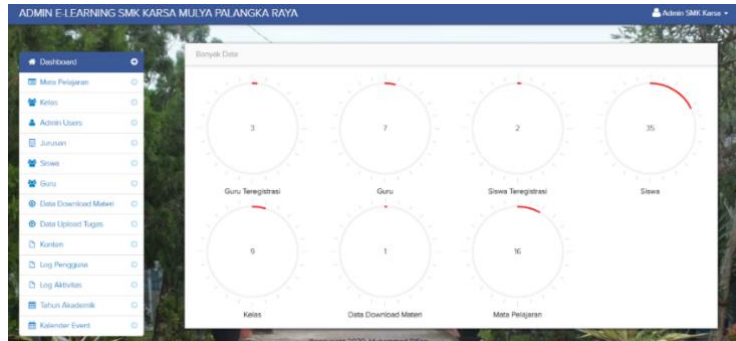 ADMIN E-LEARNING SMK KARSA MULYA PALANGKA RAYA
Admin SMK Karsa
Dashboard
Mata Pelajaran
Kelas
Admin Users
Jurusan
Siswa
Guru
Data Download Materi
Data Upload Tugas
Konten
Log Pengguna
Log Aktivitas
Tahun Akademik
Kalender Event
Banyak Data
3
Guru Teregistrasi
7
Guru
2
Siswa Teregistrasi
35
Siswa
9
Kelas
1
Data Download Materi
16
Mata Pelajaran